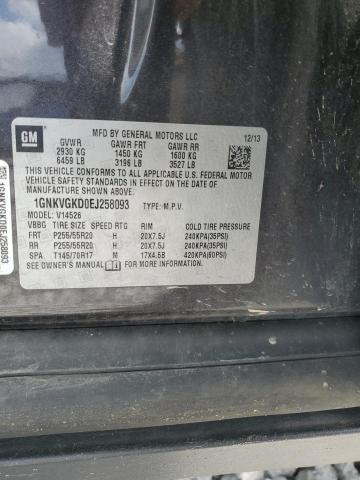 GM
MFD BY GENERAL MOTORS LLC 12/13
GVWR GAWR FRT GAWR RR
2930 KG 1450 KG 1600 KG
6459 LB 3196 LB 3527 LB
THIS VEHICLE CONFORMS TO ALL APPLICABLE U.S. FEDERAL MOTOR
VEHICLE SAFETY STANDARDS IN EFFECT ON THE DATE OF
MANUFACTURE SHOWN ABOVE.
1GNKVGKD0EJ258093 TYPE: M.P.V.
MODEL: V14526
VBBG TIRE SIZE SPEED RTG RIM COLD TIRE PRESSURE
FRT P255/55R20 H 20X7.5J 240KPA(35PSI)
RR P255/55R20 H 20X7.5J 240KPA(35PSI)
SPA T145/70R17 M 17X4.5B 420KPA(60PSI)
SEE OWNER'S MANUAL FOR MORE INFORMATION.
1GNKVGKD0EJ258093